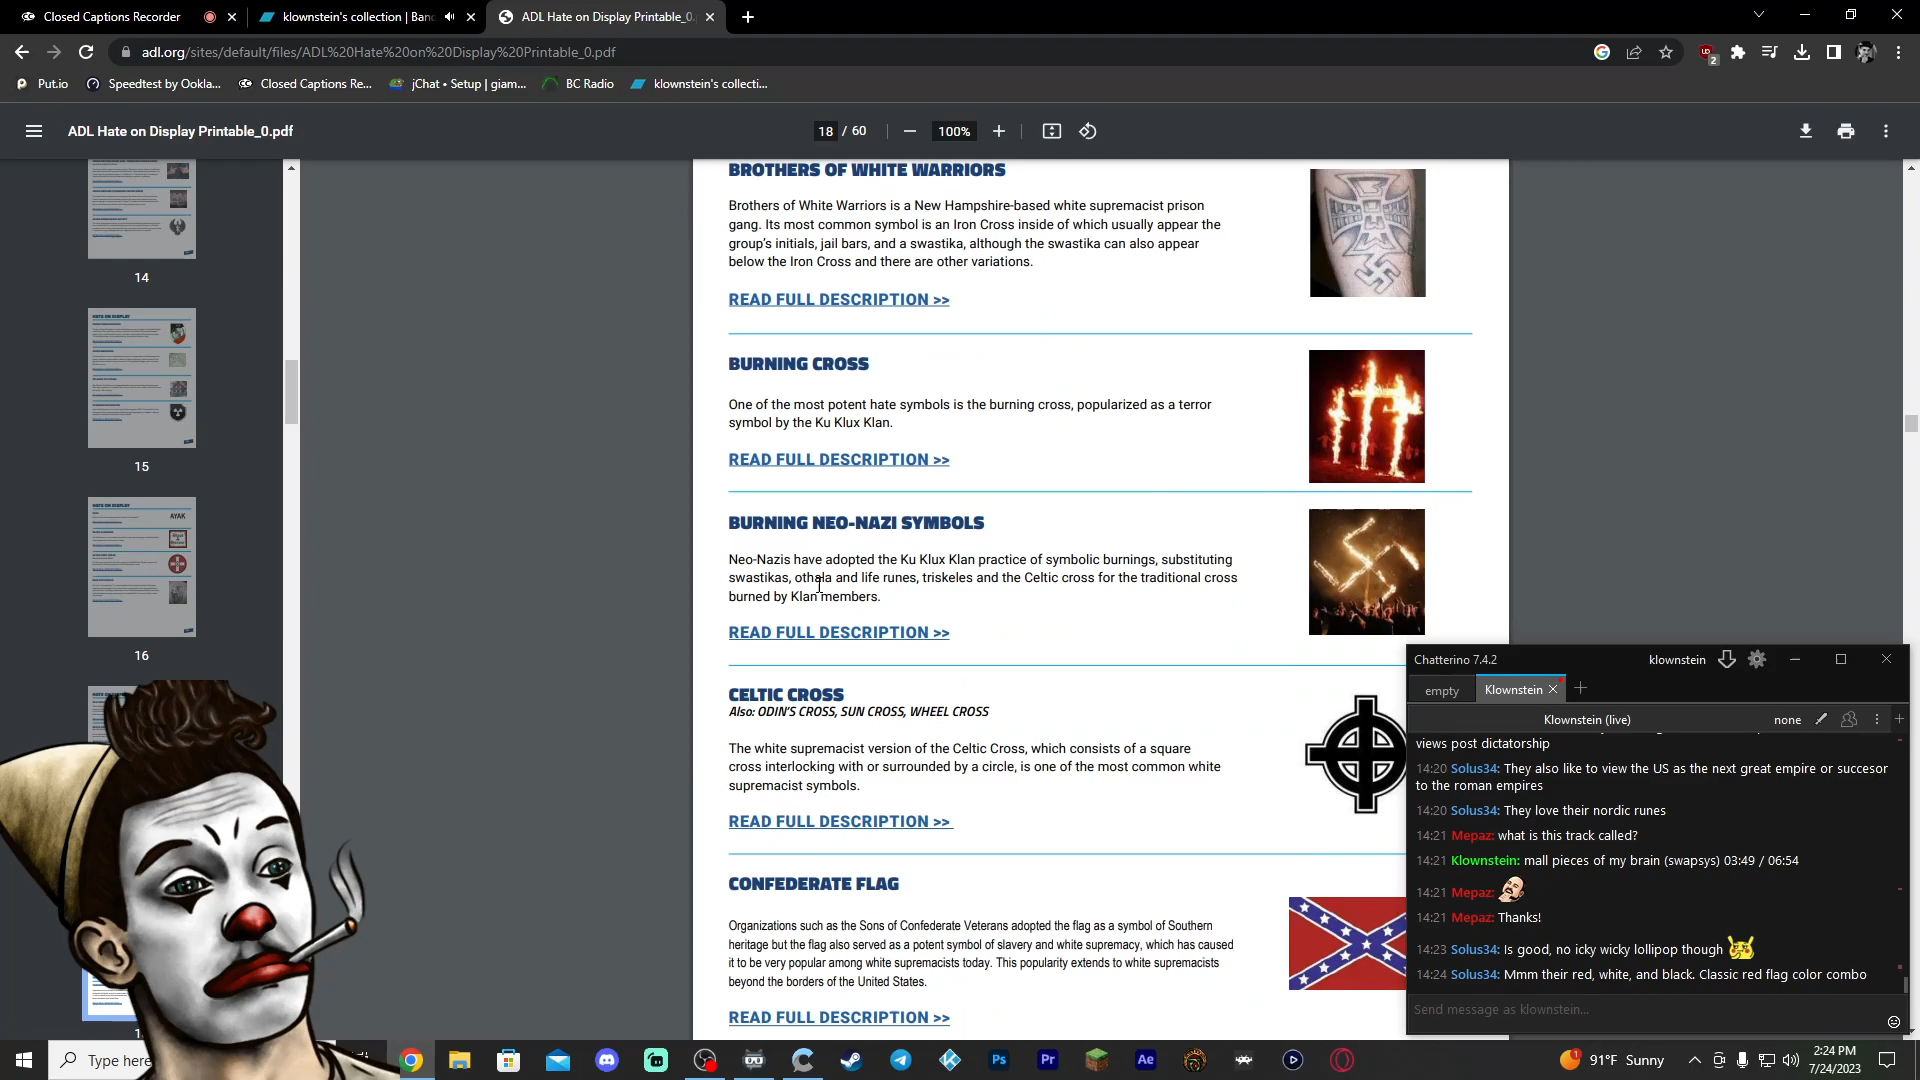 Closed Captions Recorder
klownstein's collection | Banc
ADL Hate on Display Printable_0.
adl.org/sites/default/files/ADL%20Hate%20on%20Display%20Printable_0.pdf
2
Put.io
Speedtest by Ookla...
Closed Captions Re...
jChat • Setup | giam...
BC Radio
klownstein's collecti...
ADL Hate on Display Printable_0.pdf
18 / 60
100%
14
15
AYAK
16
BROTHERS OF WHITE WARRIORS
Brothers of White Warriors is a New Hampshire-based white supremacist prison
gang. Its most common symbol is an Iron Cross inside of which usually appear the
group's initials, jail bars, and a swastika, although the swastika can also appear
below the Iron Cross and there are other variations.
READ FULL DESCRIPTION >>
BURNING CROSS
One of the most potent hate symbols is the burning cross, popularized as a terror
symbol by the Ku Klux Klan.
READ FULL DESCRIPTION >>
BURNING NEO-NAZI SYMBOLS
Neo-Nazis have adopted the Ku Klux Klan practice of symbolic burnings, substituting
swastikas, othala and life runes, triskeles and the Celtic cross for the traditional cross
burned by Klan members.
READ FULL DESCRIPTION >>
CELTIC CROSS
Also: ODIN'S CROSS, SUN CROSS, WHEEL CROSS
The white supremacist version of the Celtic Cross, which consists of a square
cross interlocking with or surrounded by a circle, is one of the most common white
supremacist symbols.
READ FULL DESCRIPTION >>
CONFEDERATE FLAG
Organizations such as the Sons of Confederate Veterans adopted the flag as a symbol of Southern
heritage but the flag also served as a potent symbol of slavery and white supremacy, which has caused
it to be very popular among white supremacists today. This popularity extends to white supremacists
beyond the borders of the United States.
READ FULL DESCRIPTION >>
Chatterino 7.4.2
klownstein
empty
Klownstein
Klownstein (live)
none
views post dictatorship
14:20 Solus34: They also like to view the US as the next great empire or succesor
to the roman empires
14:20 Solus34: They love their nordic runes
14:21 Mepaz: what is this track called?
14:21 Klownstein: mall pieces of my brain (swapsys) 03:49 / 06:54
14:21 Mepaz:
14:21 Mepaz: Thanks!
14:23 Solus34: Is good, no icky wicky lollipop though
14:24 Solus34: Mmm their red, white, and black. Classic red flag color combo
Send message as klownstein...
Type here
Ps
Pr
Ae
1
91°F Sunny
2:24 PM
7/24/2023